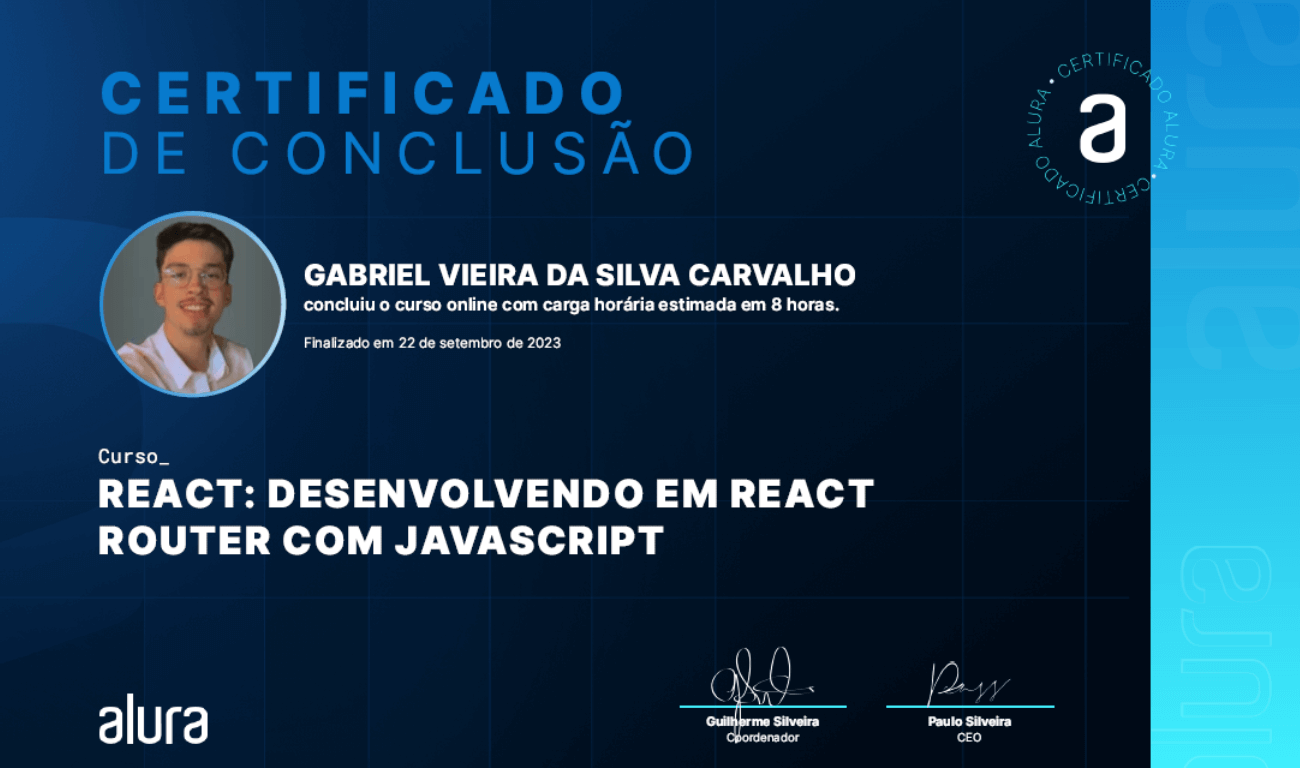 CERTIFICADO
DE CONCLUSÃO
CERTIFICADO ALURA • CERTIFICADO ALURA •
a
GABRIEL VIEIRA DA SILVA CARVALHO
concluiu o curso online com carga horária estimada em 8 horas.
Finalizado em 22 de setembro de 2023
Curso_
REACT: DESENVOLVENDO EM REACT
ROUTER COM JAVASCRIPT
alura
Guilherme Silveira
Coordenador
Paulo Silveira
CEO
alura
alura